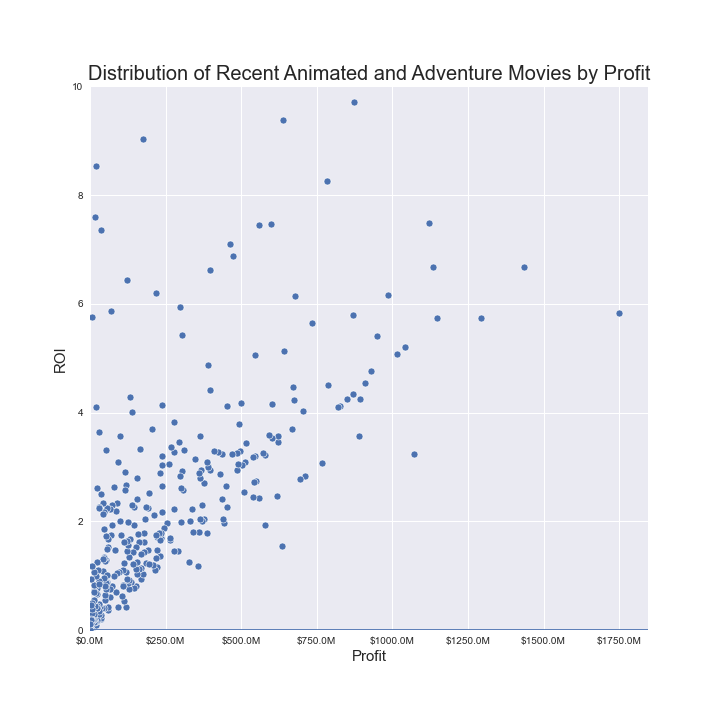 Distribution of Recent Animated and Adventure Movies by Profit
10
8
6
4
2
0
ROI
$0.0M $250.0M $500.0M $750.0M $1000.0M $1250.0M $1500.0M $1750.0M
Profit